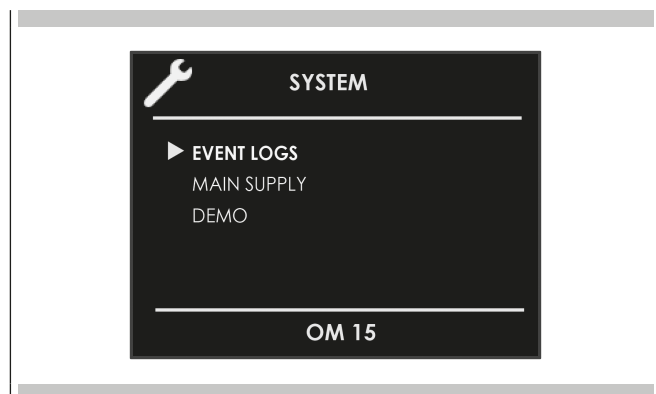 SYSTEM
EVENT LOGS
MAIN SUPPLY
DEMO
OM 15